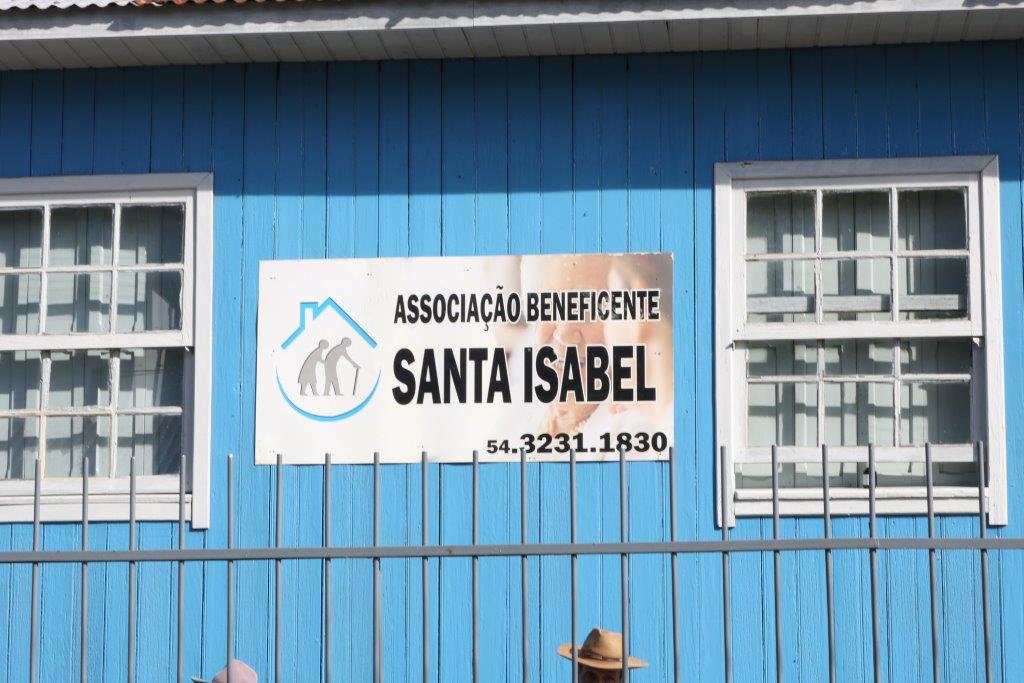 ASSOCIAÇÃO BENEFICENTE
SANTA ISABEL
54.3231.1830